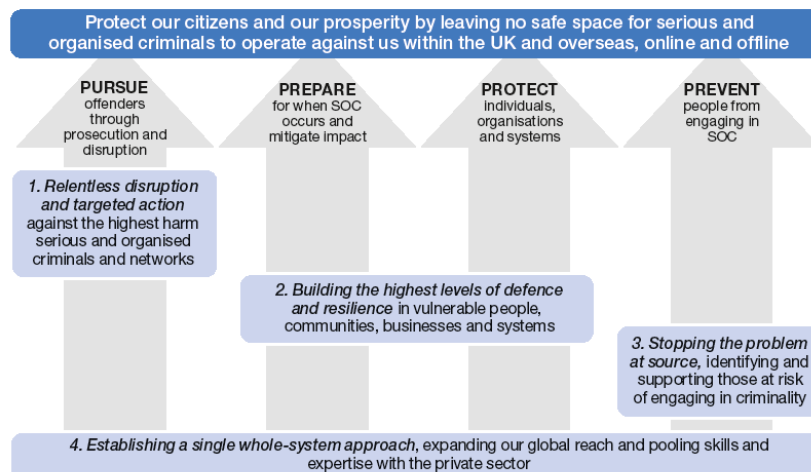 Protect our citizens and our prosperity by leaving no safe space for serious and
organised criminals to operate against us within the UK and overseas, online and offline
PURSUE
offenders
through
prosecution and
disruption
PREPARE
for when SOC
occurs and
mitigate impact
PROTECT
individuals,
organisations
and systems
PREVENT
people from
engaging in
SOC
1. Relentless disruption
and targeted action
against the highest harm
serious and organised
criminals and networks
2. Building the highest levels of defence
and resilience in vulnerable people,
communities, businesses and systems
3. Stopping the problem
at source, identifying and
supporting those at risk
of engaging in criminality
4. Establishing a single whole-system approach, expanding our global reach and pooling skills and
expertise with the private sector